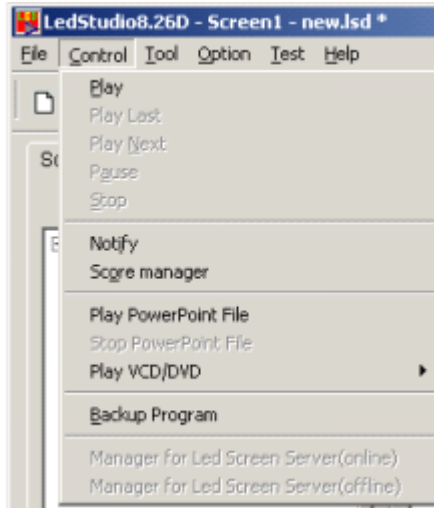 LedStudio8.26D - Screen1 - new.lsd *
File Control Tool Option Test Help
Play
Play Last
Play Next
Pause
Stop
Notify
Score manager
Play PowerPoint File
Stop PowerPoint File
Play VCD/DVD
Backup Program
Manager for Led Screen Server(online)
Manager for Led Screen Server(offline)